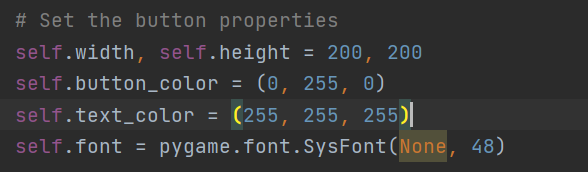 # Set the button properties
self.width, self.height = 200, 200
self.button_color = (0, 255, 0)
self.text_color = (255, 255, 255)
self.font = pygame.font.SysFont(None, 48)